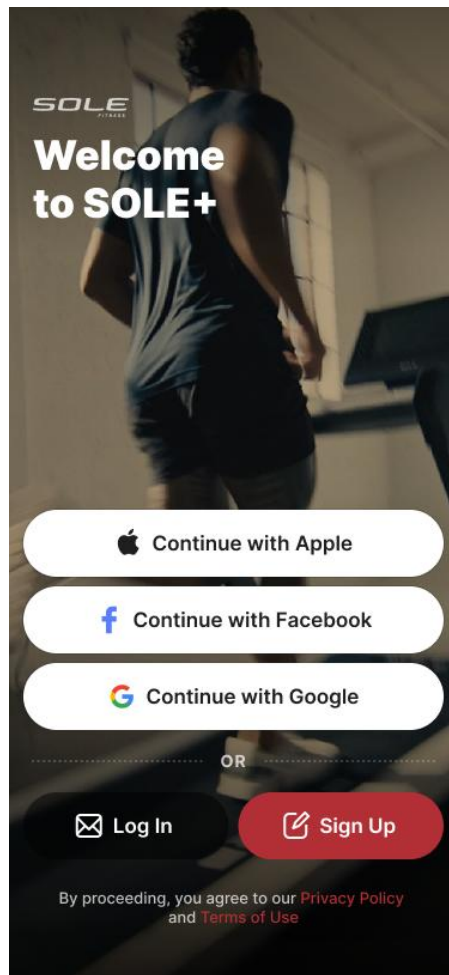 SOLE
FITNESS
Welcome
to SOLE+
Continue with Apple
Continue with Facebook
Continue with Google
OR
Log In
Sign Up
By proceeding, you agree to our Privacy Policy
and Terms of Use